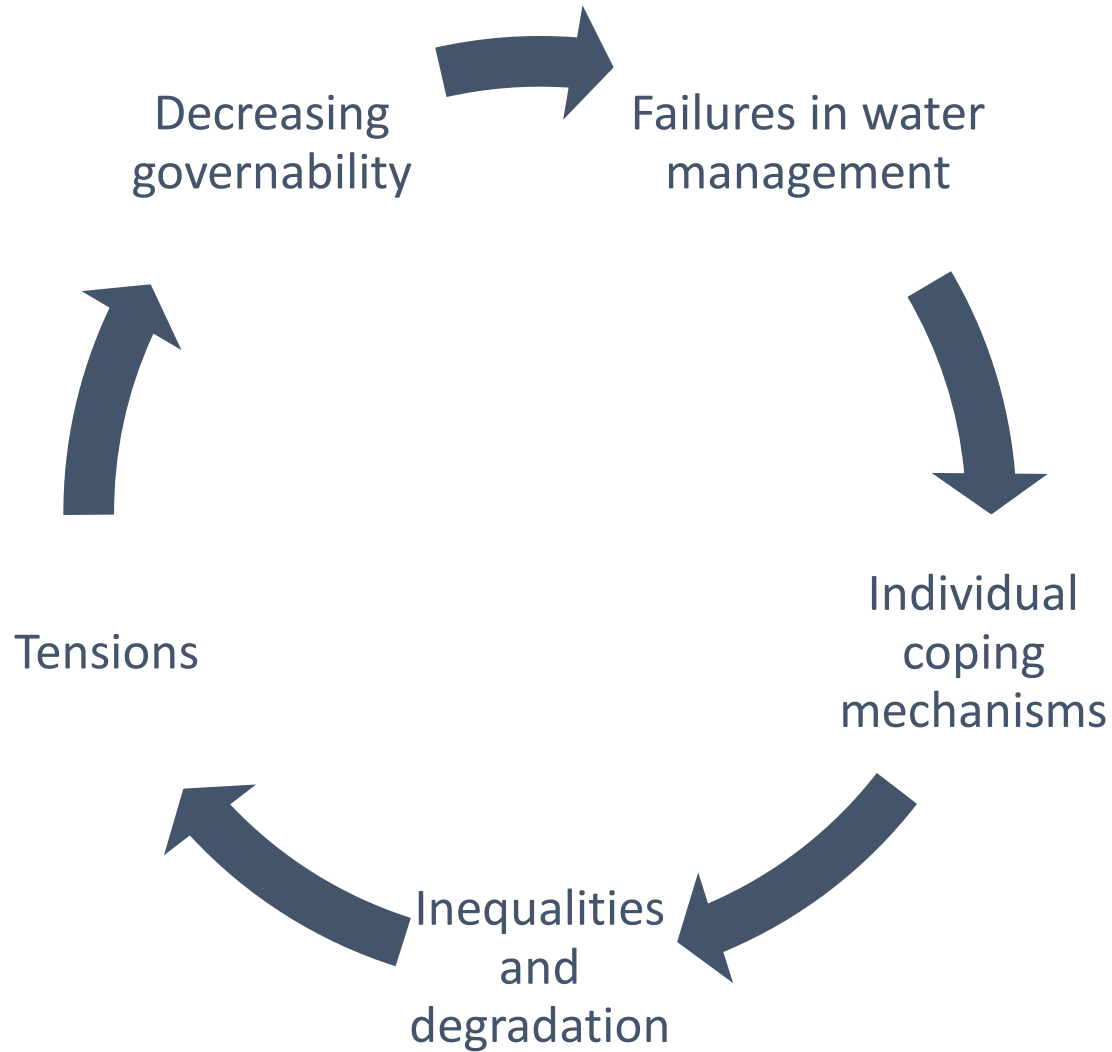 Decreasing
governability
Failures in water
management
Individual
coping
mechanisms
Inequalities
and
degradation
Tensions